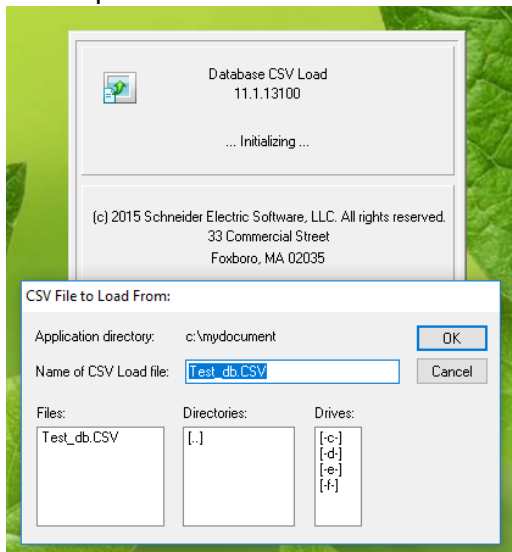 Database CSV Load
11.1.13100
... Initializing ...
(c) 2015 Schneider Electric Software, LLC. All rights reserved.
33 Commercial Street
Foxboro, MA 02035
CSV File to Load From:
Application directory: c:\mydocument
OK
Name of CSV Load file: Test_db.CSV
Cancel
Files: Directories: Drives:
Test_db.CSV [..] [-c-]
[-d-]
[-e-]
[-f-]